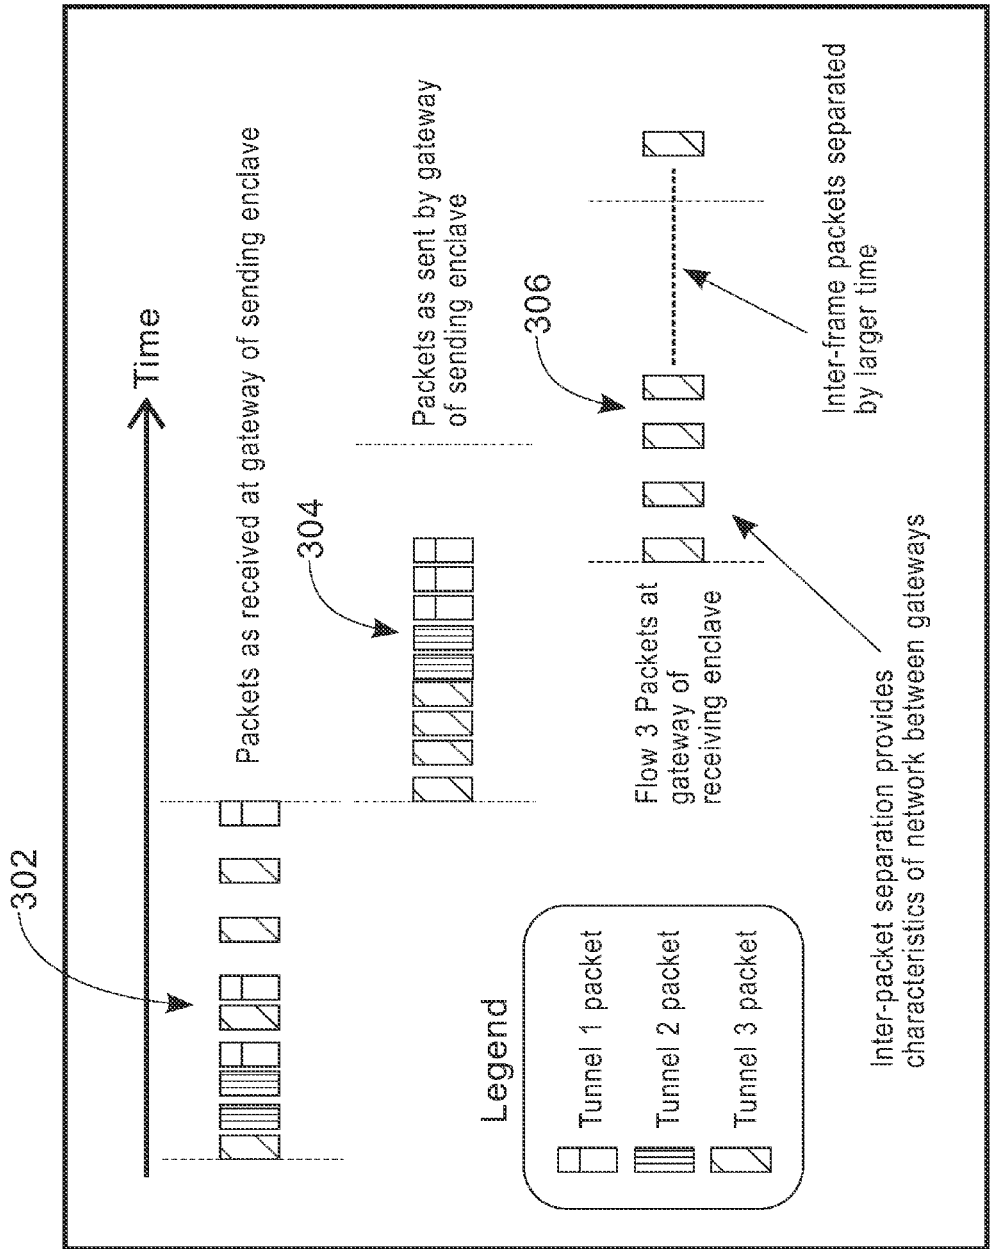 Time
302
Packets as received at gateway of sending enclave
304
Packets as sent by gateway
of sending enclave
306
Flow 3 Packets at
gateway of
receiving enclave
Inter-frame packets separated
by larger time
Inter-packet separation provides
characteristics of network between gateways
Legend
Tunnel 1 packet
Tunnel 2 packet
Tunnel 3 packet